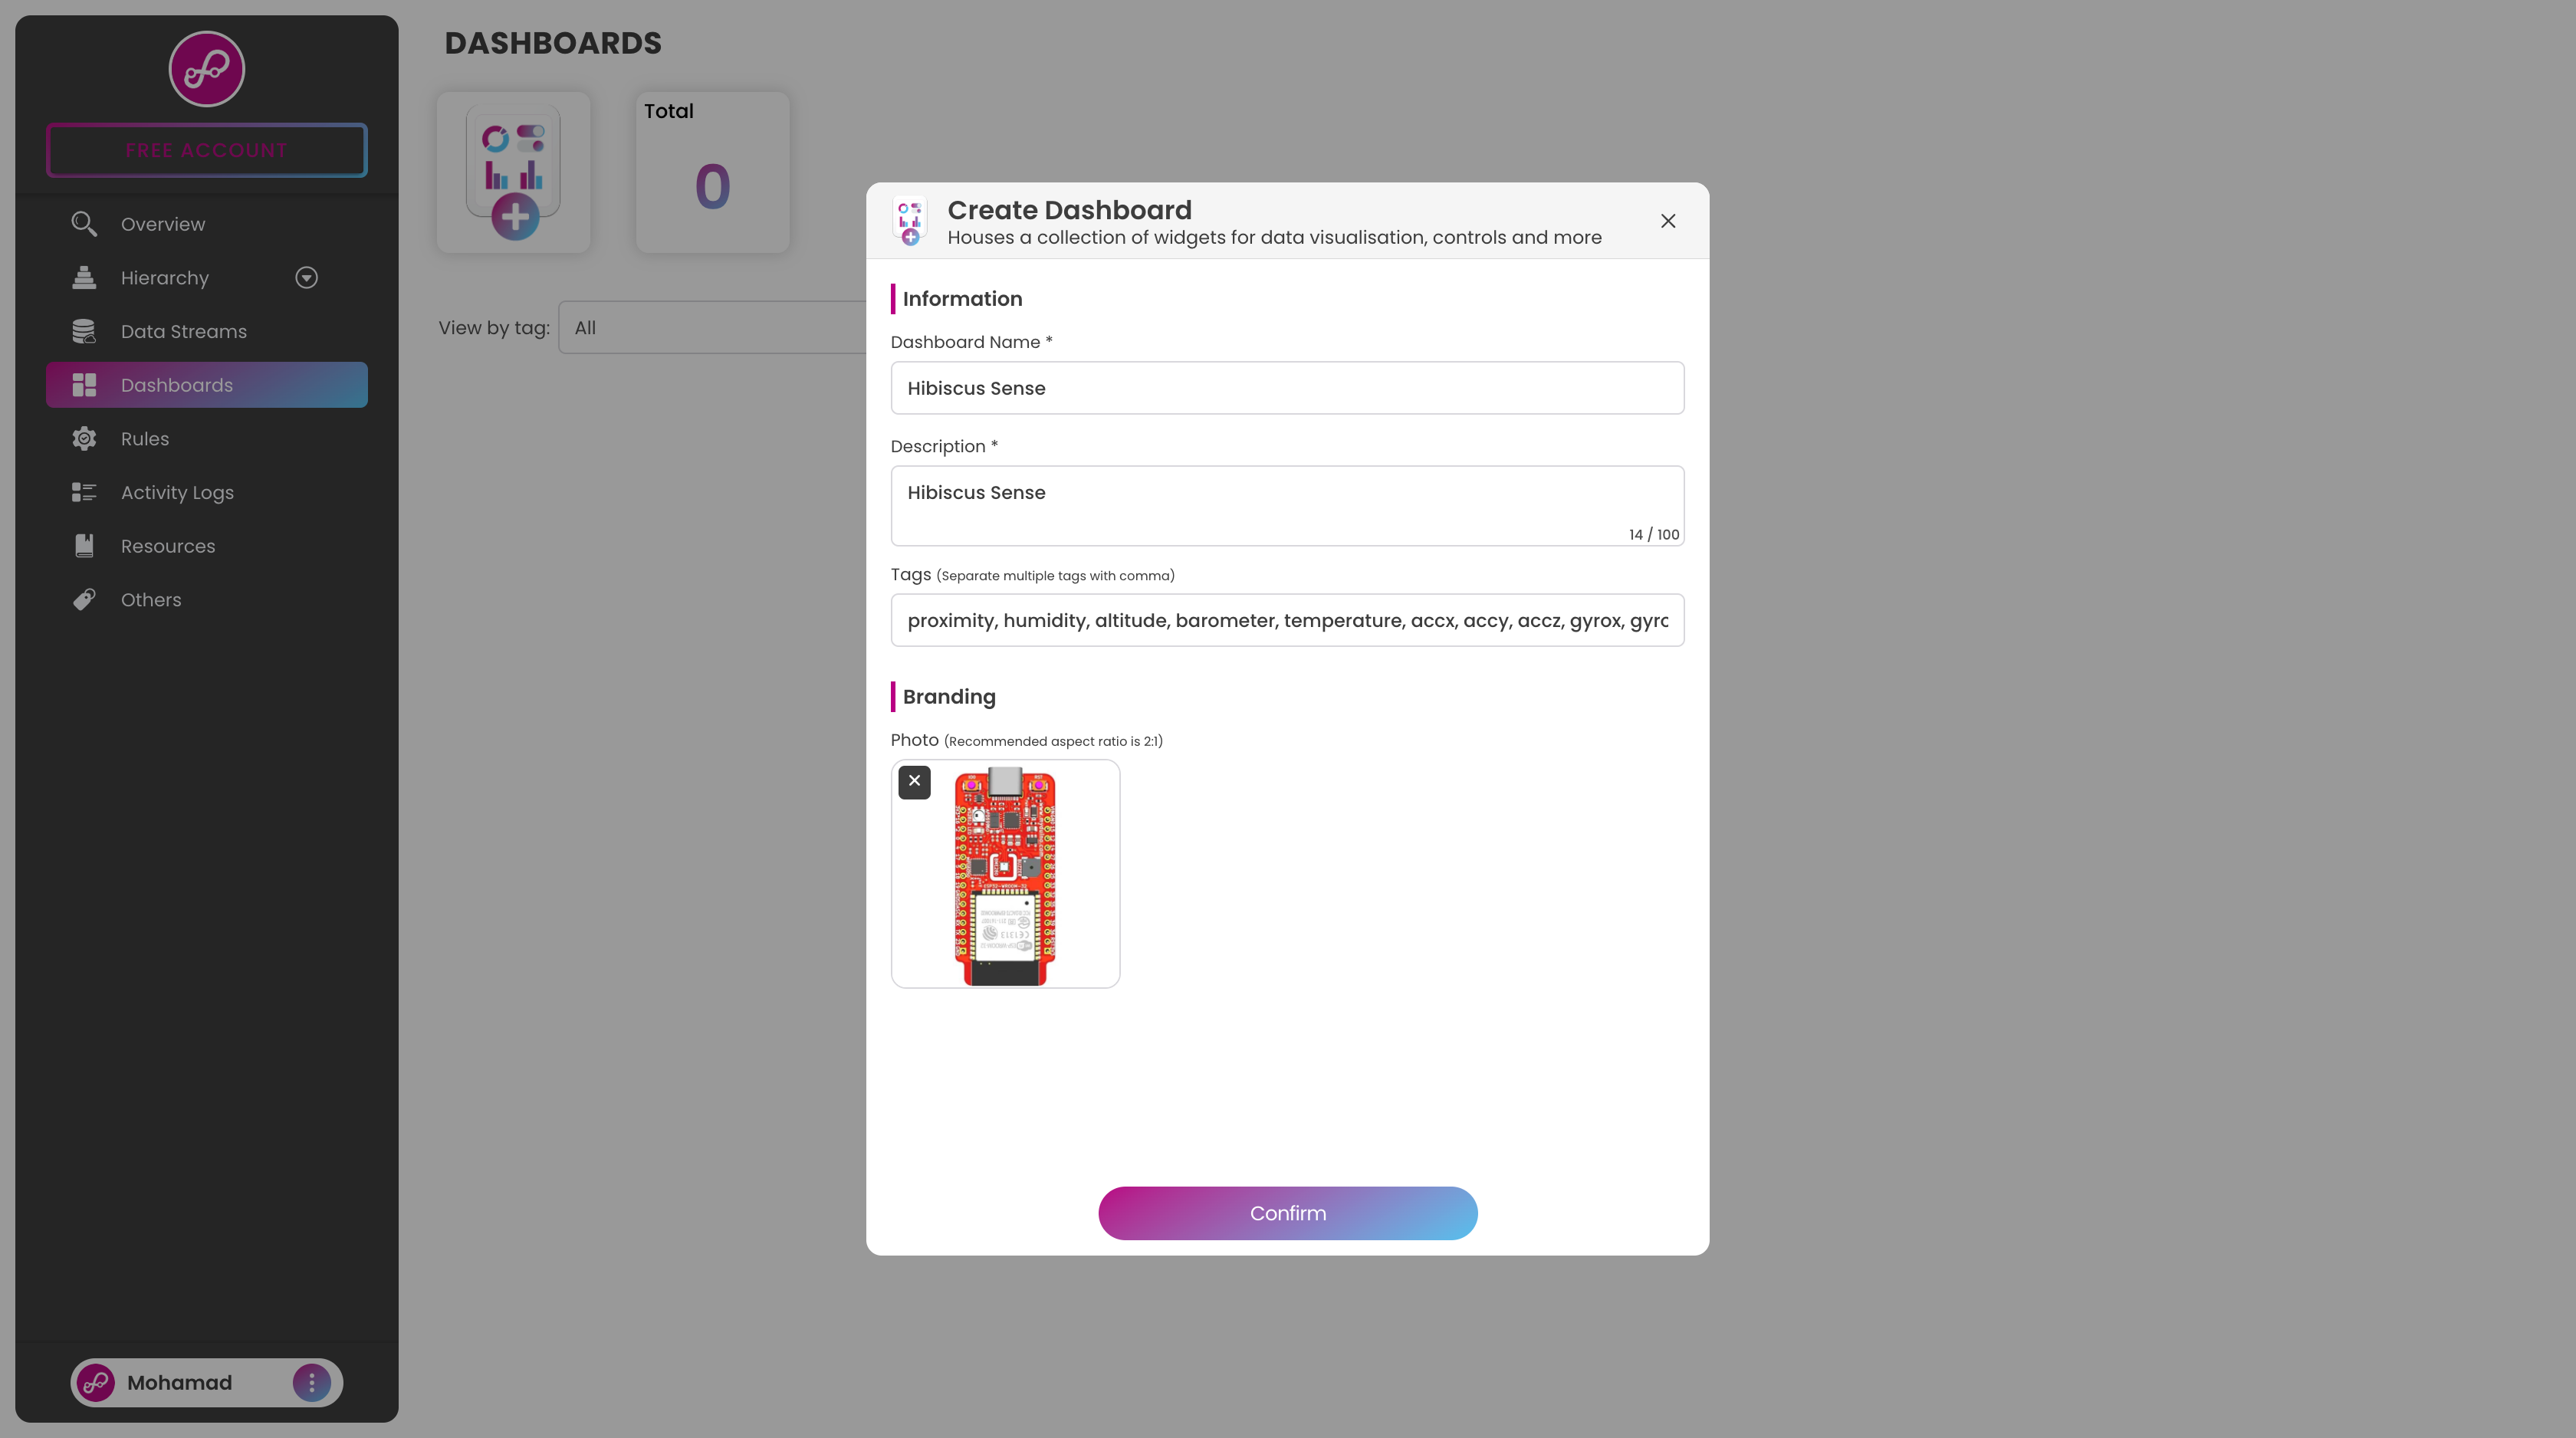 DASHBOARDS
FREE ACCOUNT
Total
0
Overview
Hierarchy
Data Streams
Dashboards
Rules
Activity Logs
Resources
Others
Mohamad
View by tag:
All
Create Dashboard
Houses a collection of widgets for data visualisation, controls and more
Information
Dashboard Name *
Hibiscus Sense
Description *
Hibiscus Sense
14 / 100
Tags (Separate multiple tags with comma)
proximity, humidity, altitude, barometer, temperature, accx, accy, accz, gyrox, gyro
Branding
Photo (Recommended aspect ratio is 2:1)
Confirm